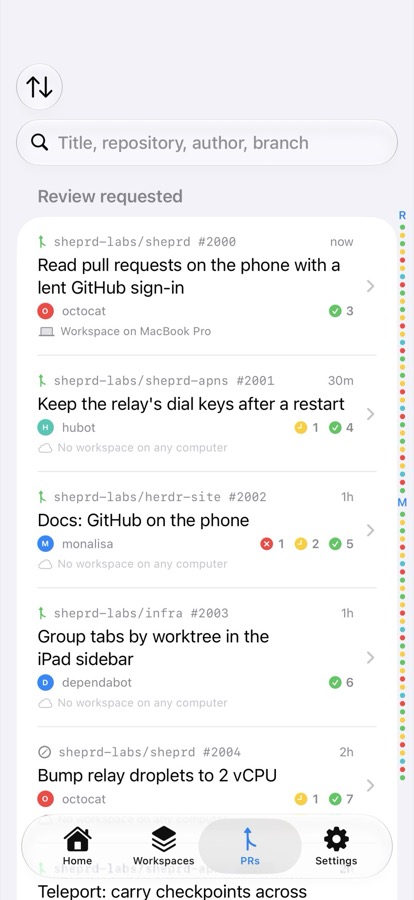 Title, repository, author, branch
Review requested
R
sheprd-labs/sheprd #2000 now
Read pull requests on the phone with a
lent GitHub sign-in
O octocat 3
Workspace on MacBook Pro
sheprd-labs/sheprd-apns #2001 30m
Keep the relay's dial keys after a restart
H hubot 1 4
No workspace on any computer
sheprd-labs/herdr-site #2002 1h
M
Docs: GitHub on the phone
M monalisa 1 2 5
No workspace on any computer
sheprd-labs/infra #2003 1h
Group tabs by worktree in the
iPad sidebar
D dependabot 6
No workspace on any computer
sheprd-labs/sheprd #2004 2h
Bump relay droplets to 2 vCPU
O octocat 1 7
Home Workspaces PRs Settings
Teleport: carry checkpoints across